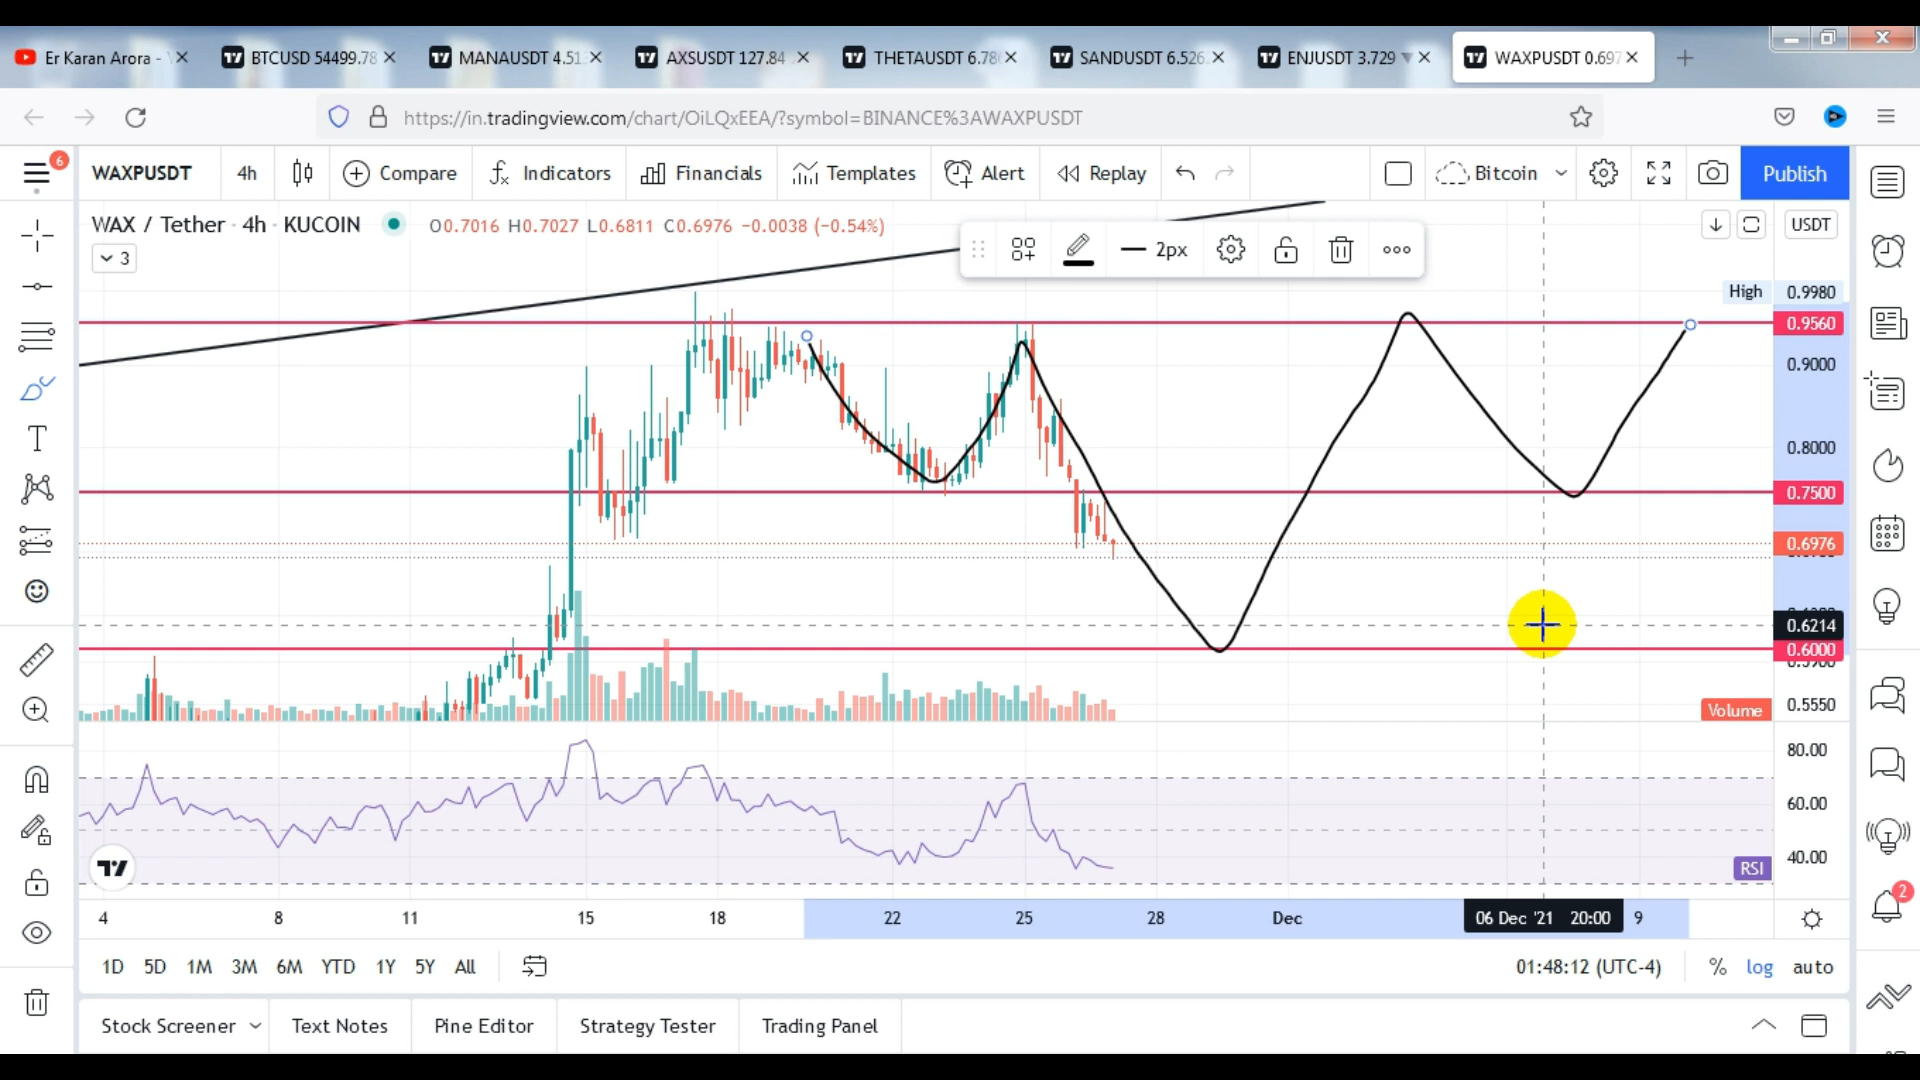 Er Karan Arora -
BTCUSD 54499.78
MANAUSDT 4.51
AXSUSDT 127.84
THETAUSDT 6.78
SANDUSDT 6.526
ENJUSDT 3.729 ▼
WAXPUSDT 0.697
https://in.tradingview.com/chart/OiLQxEEA/?symbol=BINANCE%3AWAXPUSDT
6
WAXPUSDT 4h Compare Indicators Financials Templates Alert Replay Bitcoin Publish
WAX / Tether · 4h · KUCOIN O0.7016 H0.7027 L0.6811 C0.6976 -0.0038 (-0.54%)
USDT
3
2px
High 0.9980
0.9560
0.9000
0.8000
0.7500
0.6976
0.6214
0.6000
0.5550
Volume
80.00
60.00
40.00
RSI
4 8 11 15 18 22 25 28 Dec 06 Dec '21 20:00 9
2
1D 5D 1M 3M 6M YTD 1Y 5Y All
01:48:12 (UTC-4) % log auto
Stock Screener Text Notes Pine Editor Strategy Tester Trading Panel